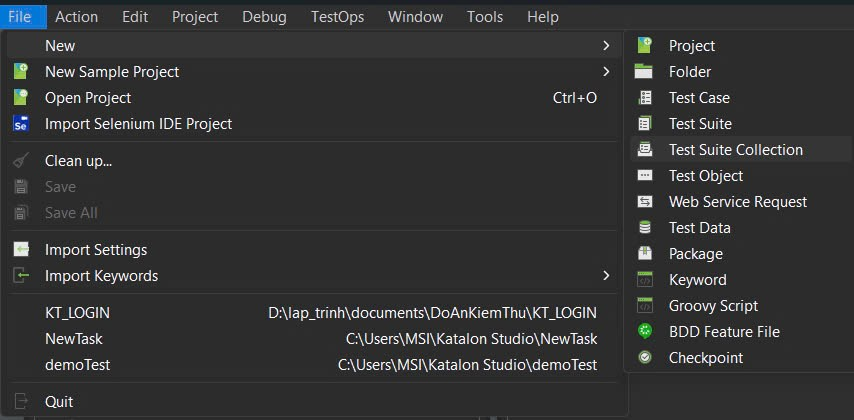 File Action Edit Project Debug TestOps Window Tools Help
New
New Sample Project
Open Project Ctrl+O
Import Selenium IDE Project
Clean up...
Save
Save All
Import Settings
Import Keywords
KT_LOGIN D:\lap_trinh\documents\DoAnKiemThu\KT_LOGIN
NewTask C:\Users\MSI\Katalon Studio\NewTask
demoTest C:\Users\MSI\Katalon Studio\demoTest
Quit
Project
Folder
Test Case
Test Suite
Test Suite Collection
Test Object
Web Service Request
Test Data
Package
Keyword
Groovy Script
BDD Feature File
Checkpoint